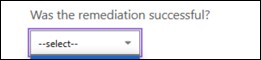 Was the remediation successful?
--select--